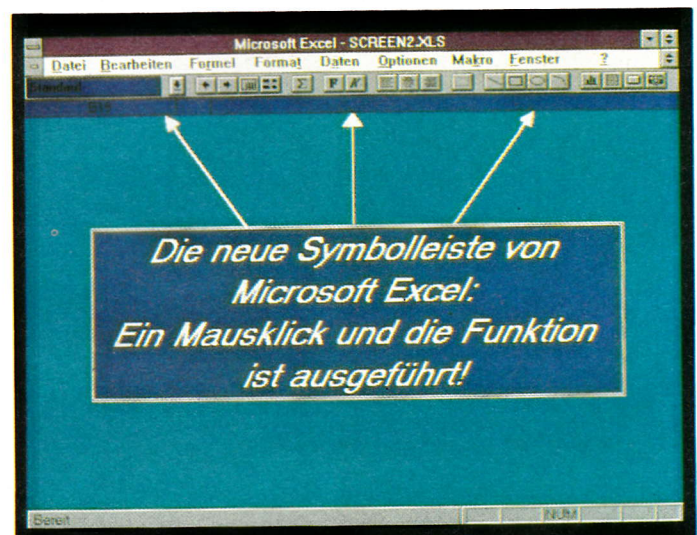 Microsoft Excel - SCREEN2.XLS
Datei Bearbeiten Formel Format Daten Optionen Makro Fenster ?
Standard
F K
Die neue Symbolleiste von
Microsoft Excel:
Ein Mausklick und die Funktion
ist ausgeführt!
Bereit NUM